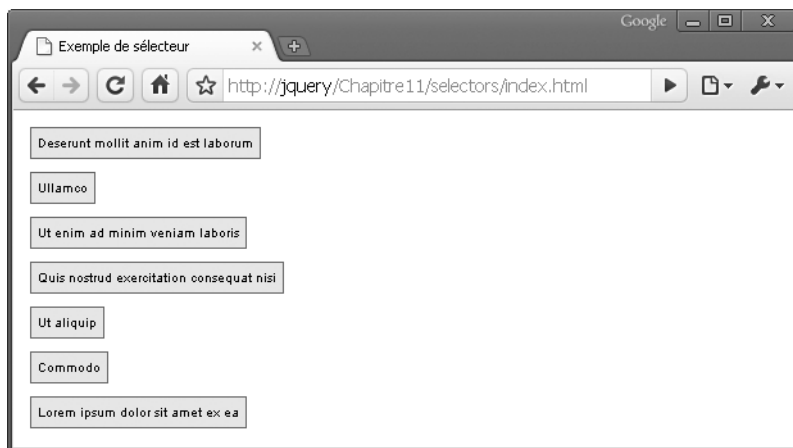 Google
Exemple de sélecteur
http://jquery/Chapitre11/selectors/index.html
Deserunt mollit anim id est laborum
Ullamco
Ut enim ad minim veniam laboris
Quis nostrud exercitation consequat nisi
Ut aliquip
Commodo
Lorem ipsum dolor sit amet ex ea